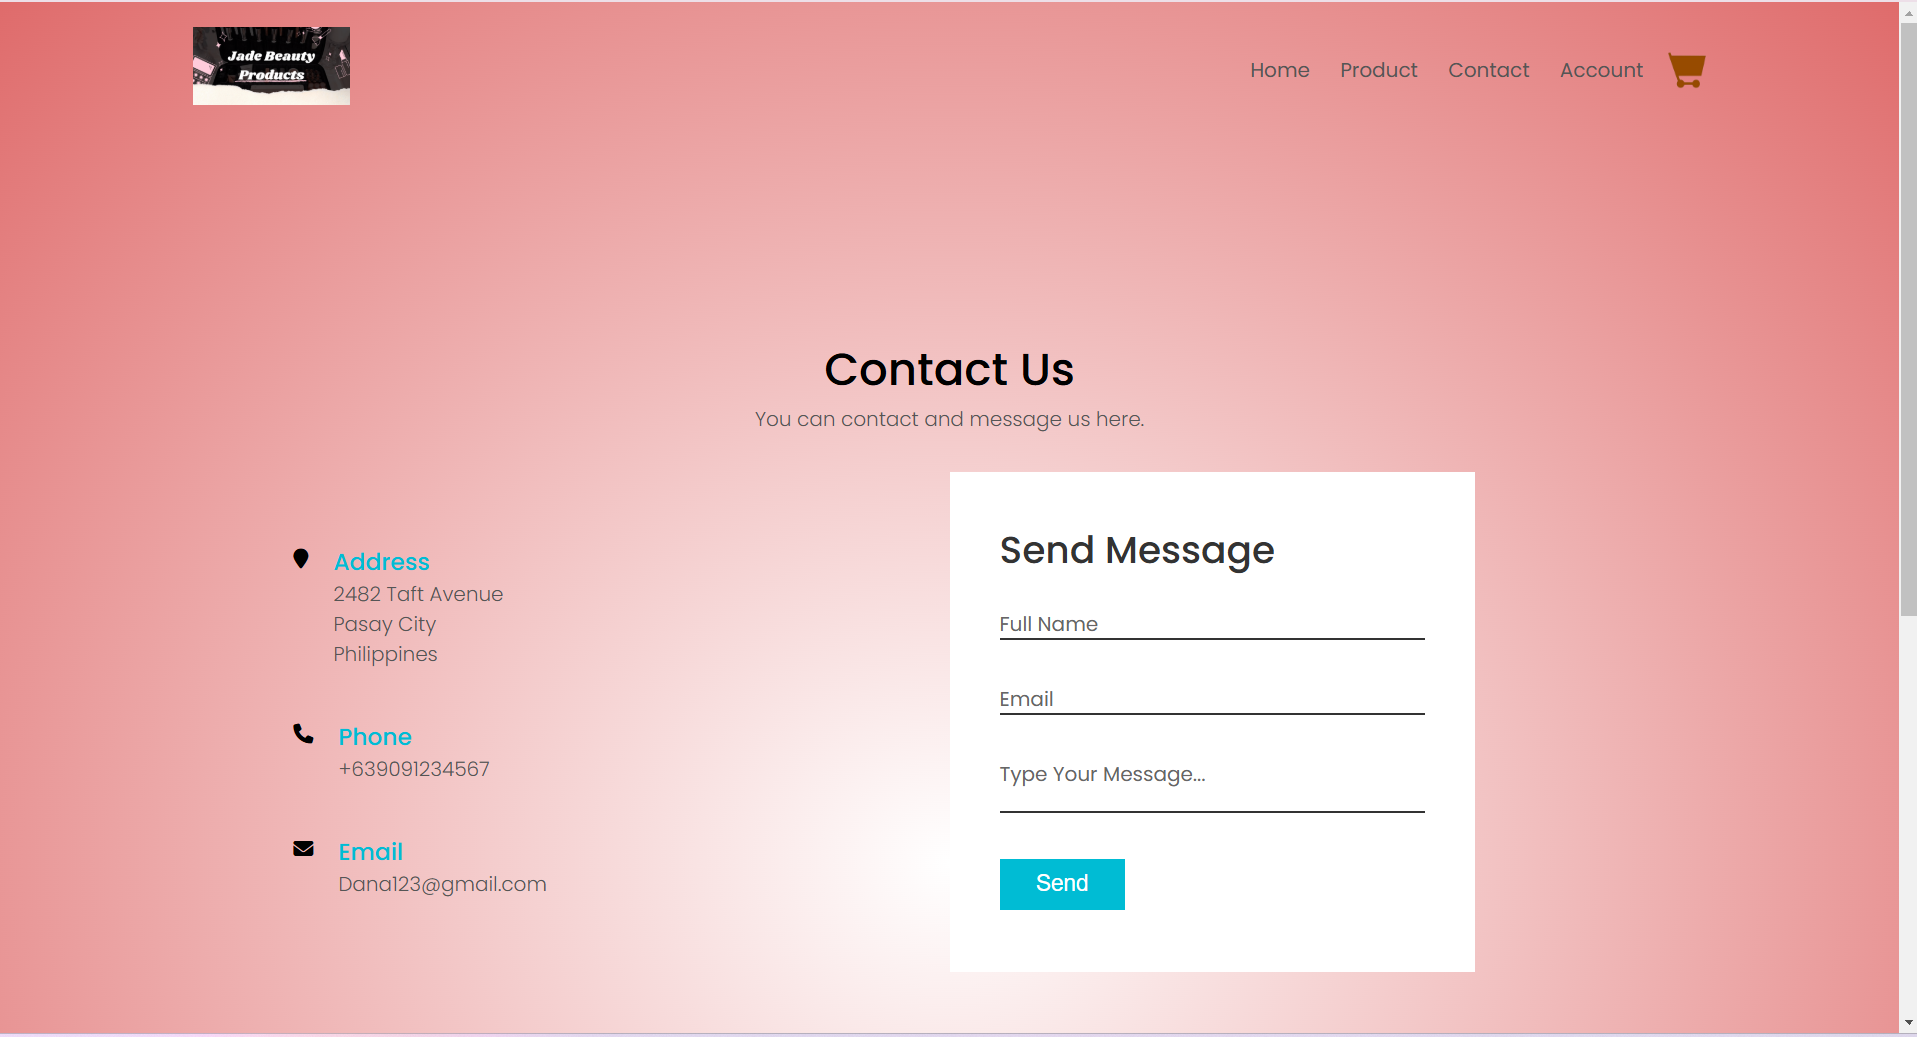 Jade Beauty
Products
Home Product Contact Account
Contact Us
You can contact and message us here.
Address
2482 Taft Avenue
Pasay City
Philippines
Phone
+639091234567
Email
Dana123@gmail.com
Send Message
Full Name
Email
Type Your Message...
Send